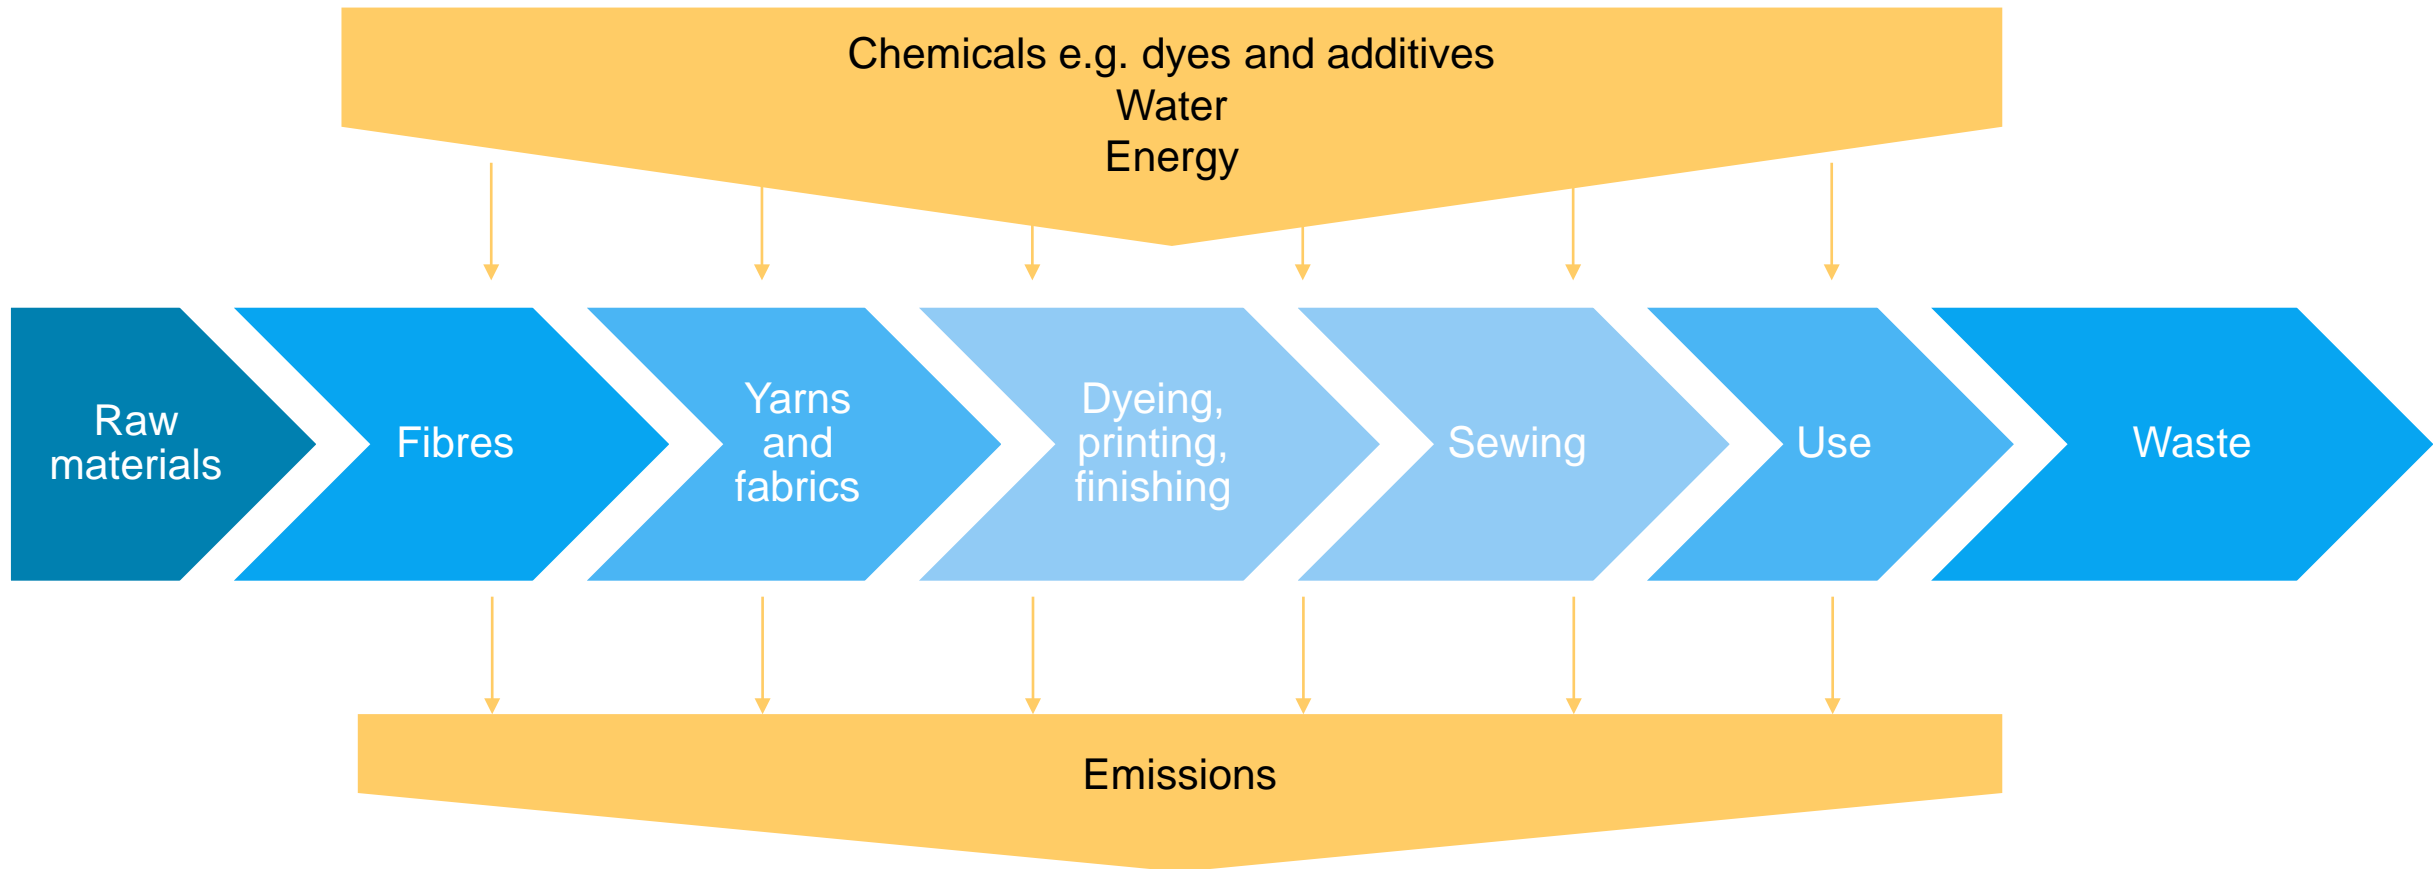 Chemicals e.g. dyes and additives
Water
Energy
Raw
materials
Fibres
Yarns
and
fabrics
Dyeing,
printing,
finishing
Sewing
Use
Waste
Emissions